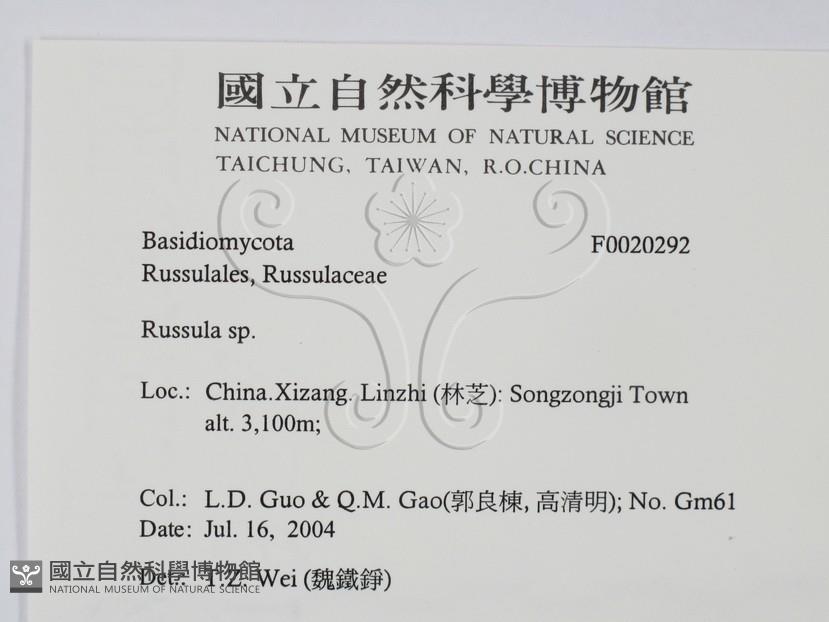 國立自然科學博物館
NATIONAL MUSEUM OF NATURAL SCIENCE
TAICHUNG, TAIWAN, R.O.CHINA
Basidiomycota F0020292
Russulales, Russulaceae
Russula sp.
Loc.: China.Xizang. Linzhi (林芝): Songzongji Town
alt. 3,100m;
Col.: L.D. Guo & Q.M. Gao(郭良棟, 高清明); No. Gm61
Date: Jul. 16, 2004
Det.: T.Z. Wei (魏鐵錚)
國立自然科學博物館
NATIONAL MUSEUM OF NATURAL SCIENCE